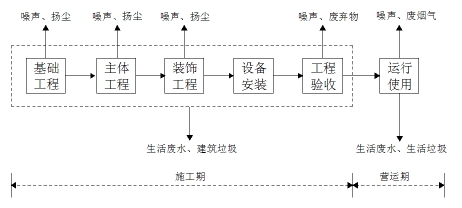 噪声、扬尘
噪声、扬尘
噪声、扬尘
噪声、废弃物
噪声、废烟气
基础
工程
主体
工程
装饰
工程
设备
安装
工程
验收
运行
使用
生活废水、建筑垃圾
生活废水、生活垃圾
施工期
营运期